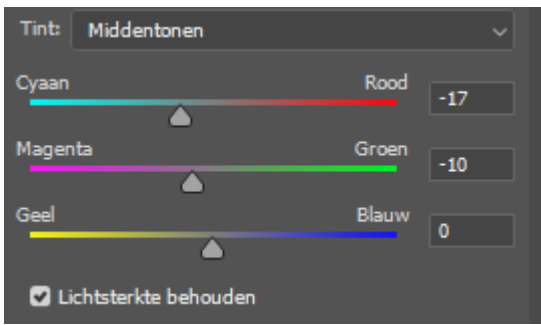 Tint: Middentonen
Cyaan Rood -17
Magenta Groen -10
Geel Blauw 0
Lichtsterkte behouden